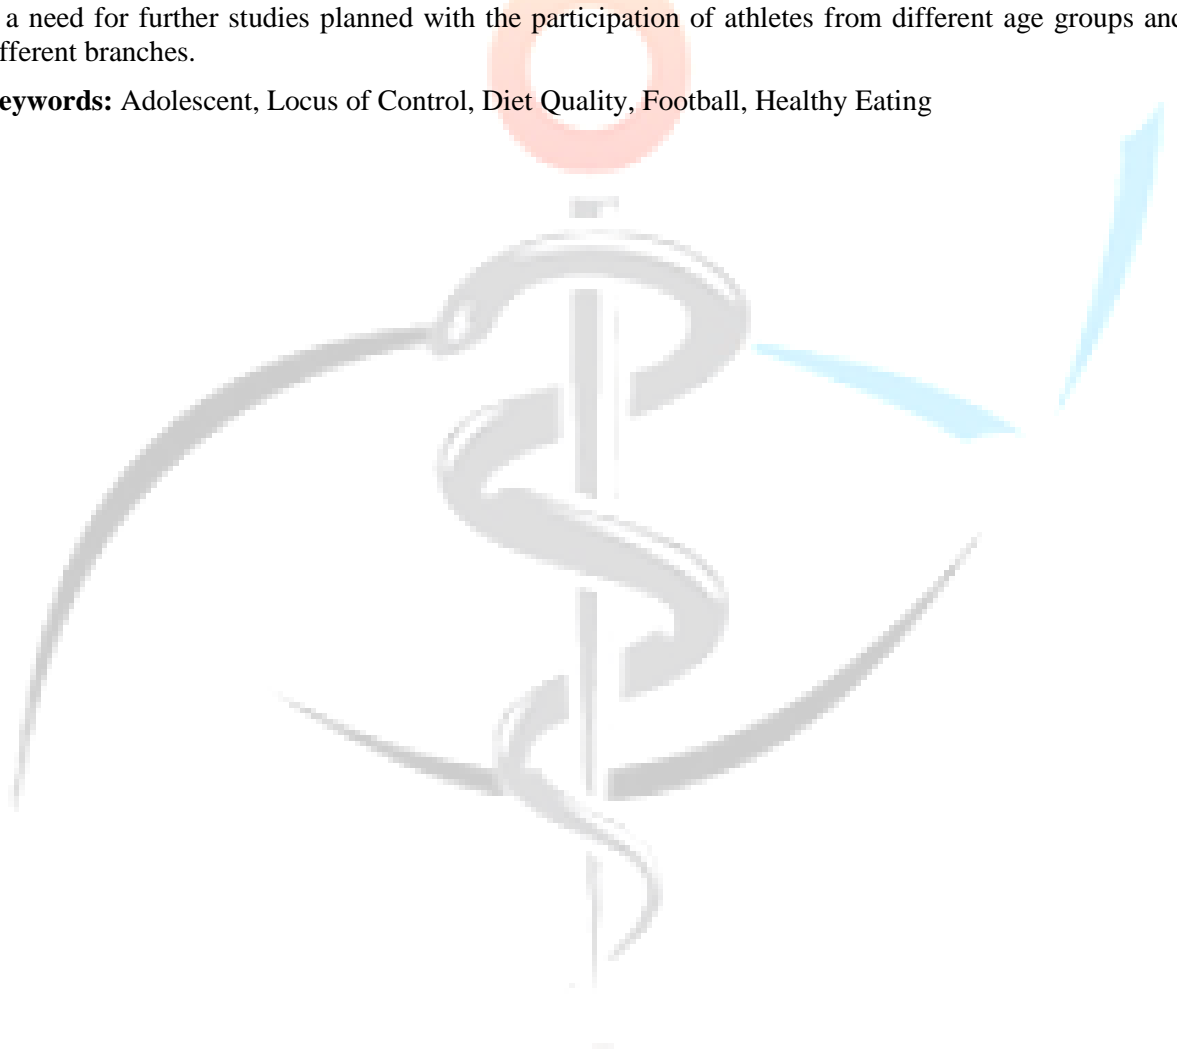 a need for further studies planned with the participation of athletes from different age groups and
fferent branches.
eywords: Adolescent, Locus of Control, Diet Quality, Football, Healthy Eating